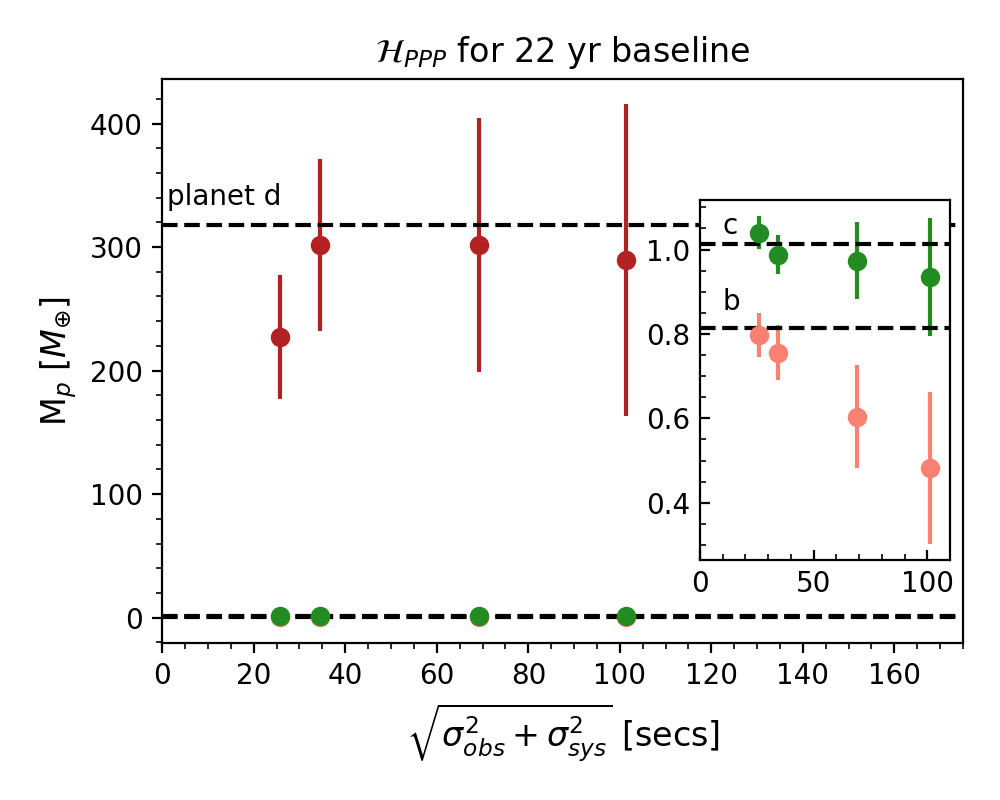 ℋ_PPP for 22 yr baseline
M_p [M_⊕]
400
300
200
100
0
planet d
c
b
1.0
0.8
0.6
0.4
0 50 100
0 20 40 60 80 100 120 140 160
√(σ²_obs + σ²_sys) [secs]